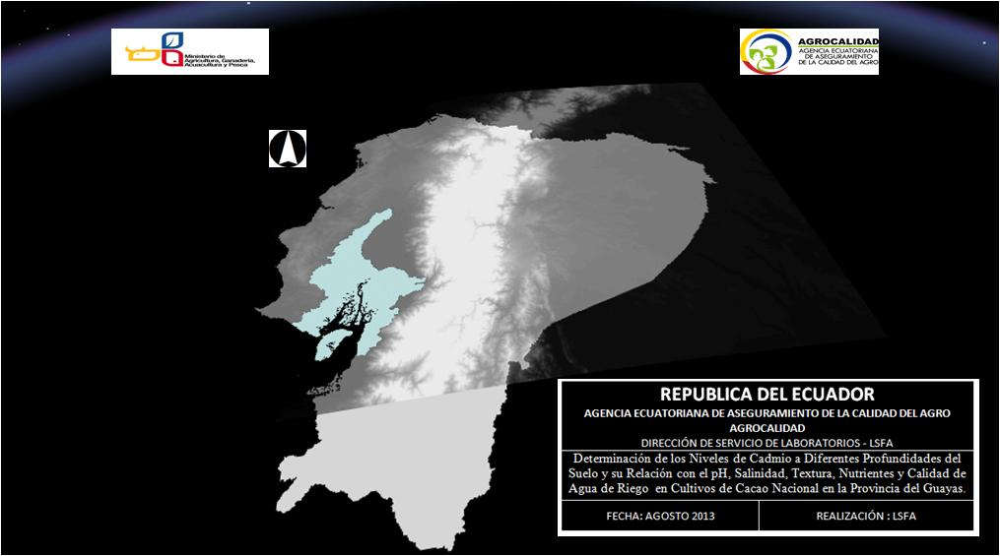 Ministerio de
Agricultura, Ganadería,
Acuacultura y Pesca
AGROCALIDAD
AGENCIA ECUATORIANA
DE ASEGURAMIENTO
DE LA CALIDAD DEL AGRO
REPUBLICA DEL ECUADOR
AGENCIA ECUATORIANA DE ASEGURAMIENTO DE LA CALIDAD DEL AGRO
AGROCALIDAD
DIRECCIÓN DE SERVICIO DE LABORATORIOS - LSFA
Determinación de los Niveles de Cadmio a Diferentes Profundidades del
Suelo y su Relación con el pH, Salinidad, Textura, Nutrientes y Calidad de
Agua de Riego en Cultivos de Cacao Nacional en la Provincia del Guayas.
FECHA: AGOSTO 2013
REALIZACIÓN : LSFA